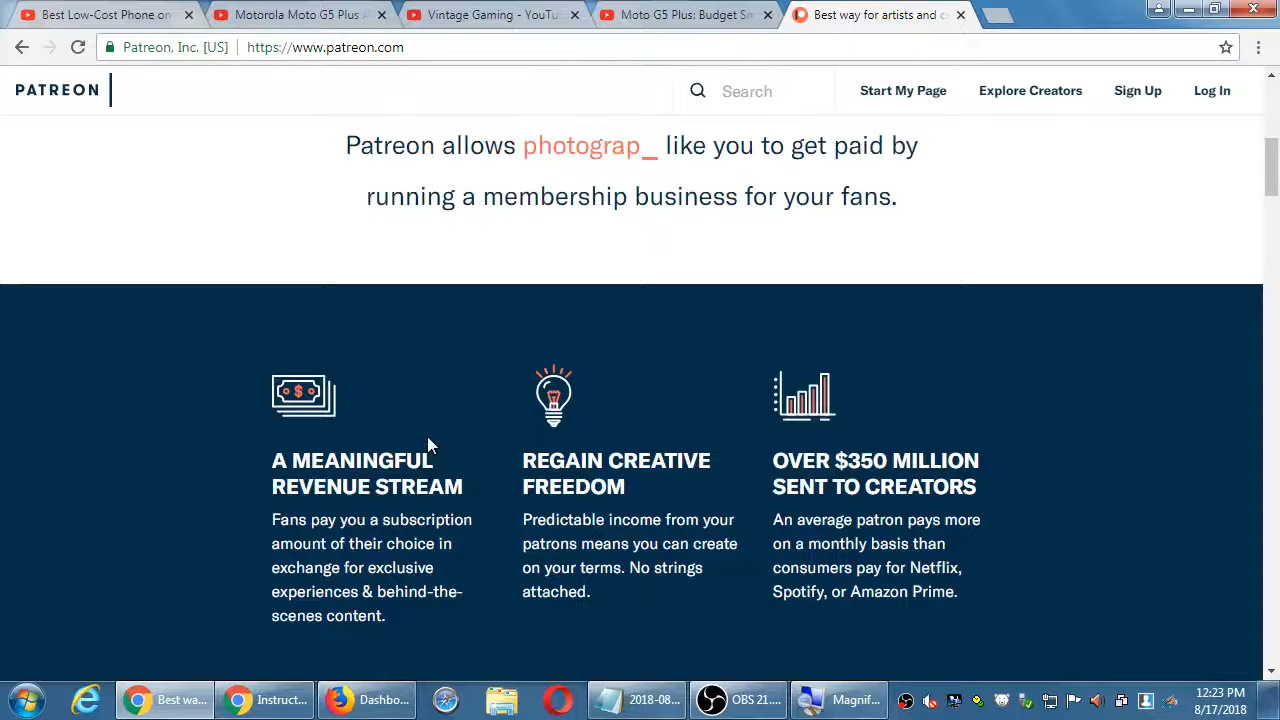 Best Low-Cost Phone on
Motorola Moto G5 Plus
Vintage Gaming - YouT
Moto G5 Plus: Budget Sr
Best way for artists and c
Patreon, Inc. [US]
https://www.patreon.com
PATREON
Search
Start My Page
Explore Creators
Sign Up
Log In
Patreon allows photograp_ like you to get paid by
running a membership business for your fans.
A MEANINGFUL
REVENUE STREAM
Fans pay you a subscription
amount of their choice in
exchange for exclusive
experiences & behind-the-
scenes content.
REGAIN CREATIVE
FREEDOM
Predictable income from your
patrons means you can create
on your terms. No strings
attached.
OVER $350 MILLION
SENT TO CREATORS
An average patron pays more
on a monthly basis than
consumers pay for Netflix,
Spotify, or Amazon Prime.
Best wa...
Instruct...
Dashbo...
2018-08...
OBS 21....
Magnif...
12:23 PM
8/17/2018